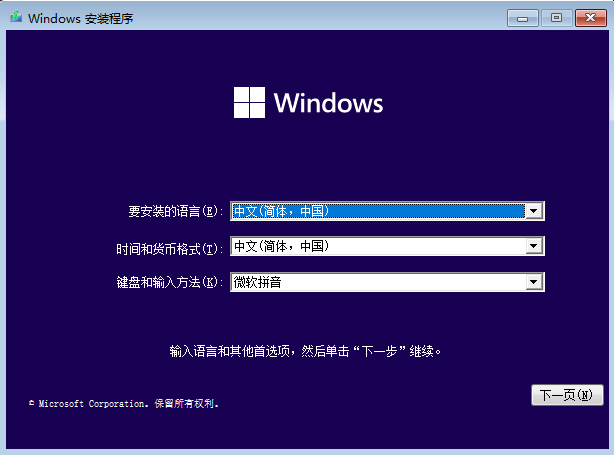 Windows 安装程序
Windows
要安装的语言(E): 中文(简体，中国)
时间和货币格式(T): 中文(简体，中国)
键盘和输入方法(K): 微软拼音
输入语言和其他首选项，然后单击“下一步”继续。
© Microsoft Corporation. 保留所有权利.
下一页(N)